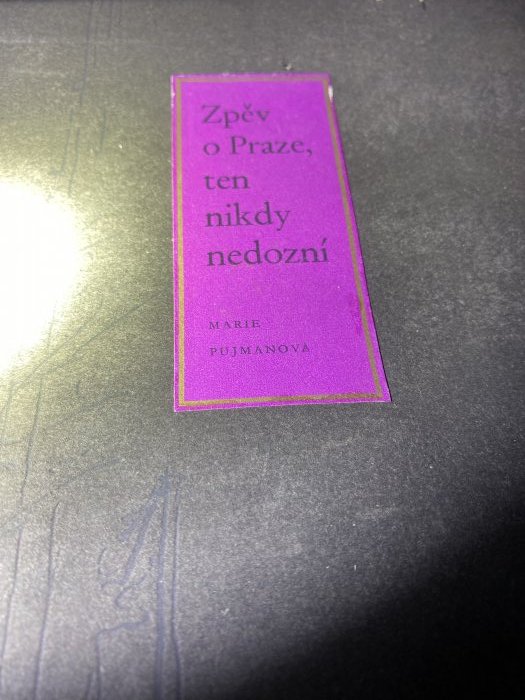 Zpěv
o Praze,
ten
nikdy
nedozní
MARIE
PUJMANOVÁ